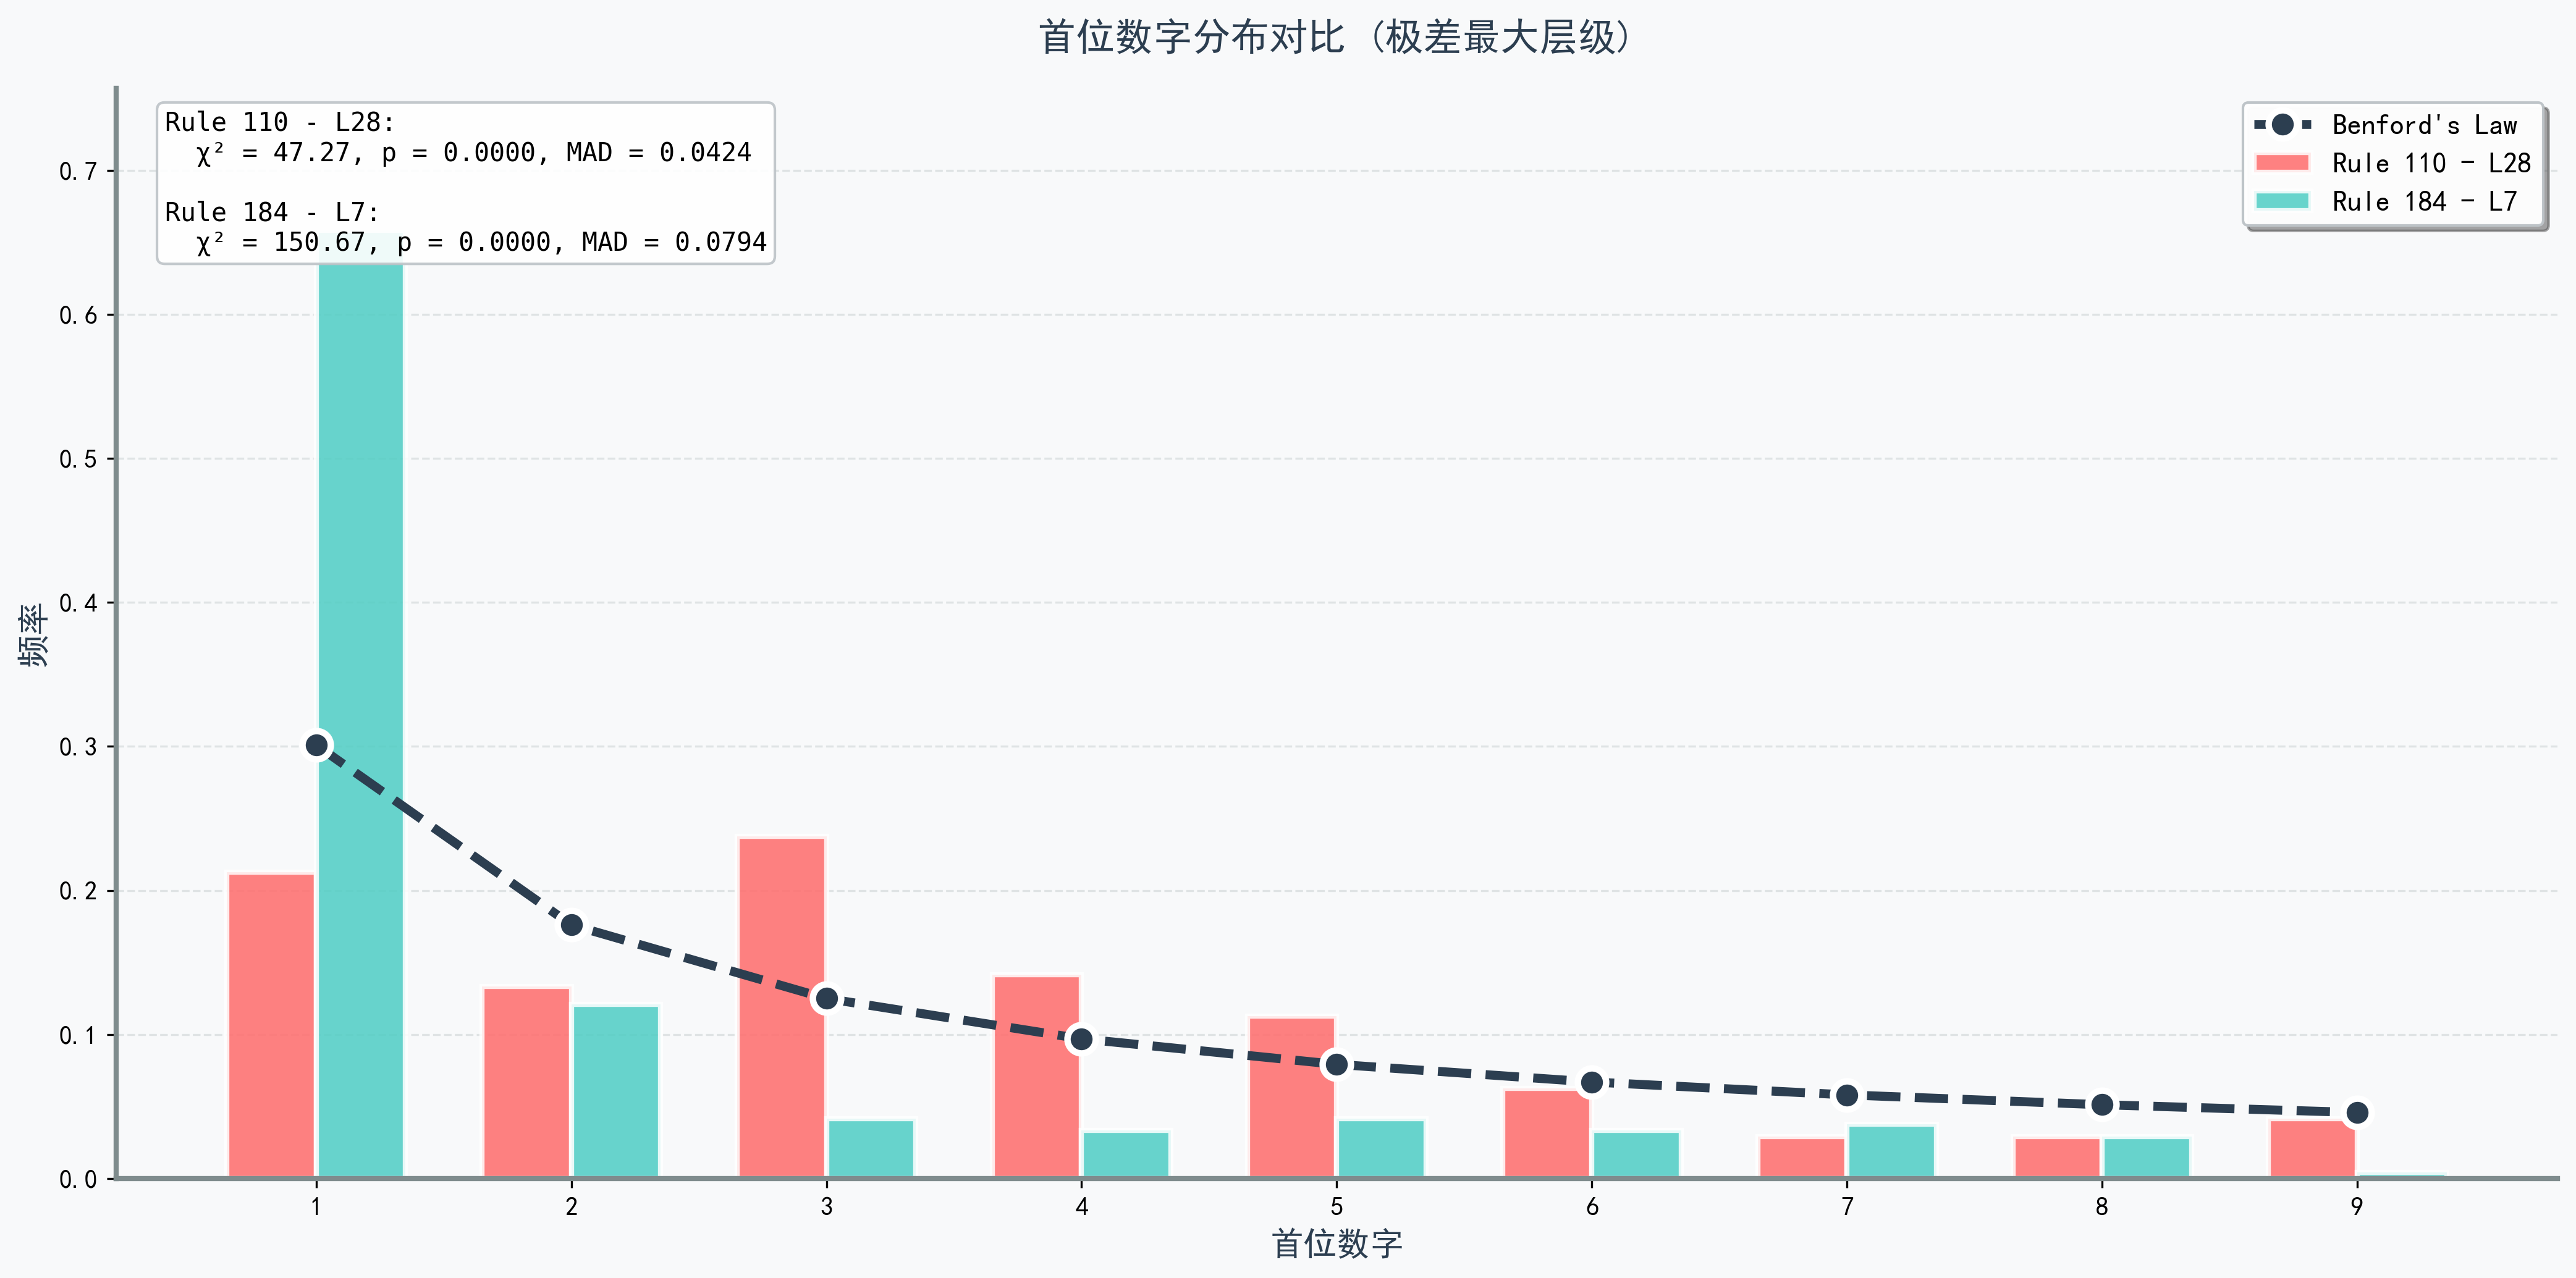 首位数字分布对比 (极差最大层级)
Rule 110 - L28:
χ² = 47.27, p = 0.0000, MAD = 0.0424
Rule 184 - L7:
χ² = 150.67, p = 0.0000, MAD = 0.0794
Benford's Law
Rule 110 - L28
Rule 184 - L7
频率
0.7
0.6
0.5
0.4
0.3
0.2
0.1
0.0
1 2 3 4 5 6 7 8 9
首位数字